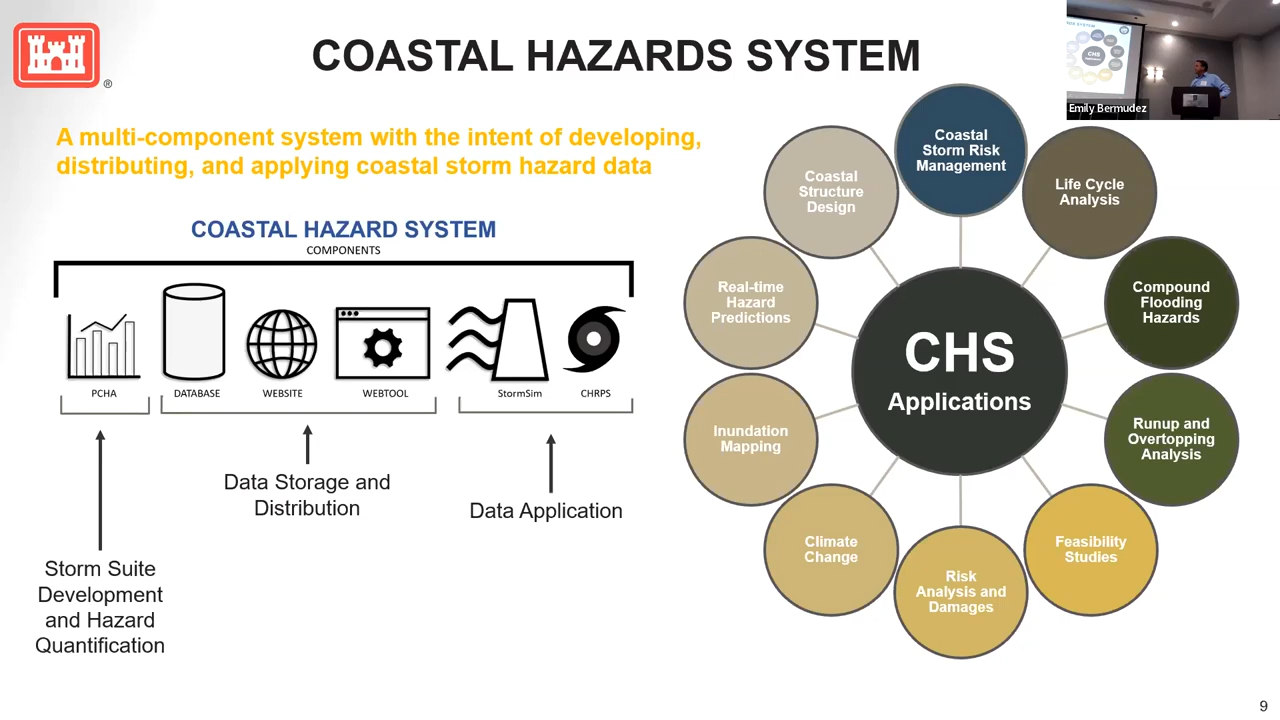 COASTAL HAZARDS SYSTEM
®
A multi-component system with the intent of developing,
distributing, and applying coastal storm hazard data
COASTAL HAZARD SYSTEM
COMPONENTS
PCHA
DATABASE
WEBSITE
WEBTOOL
StormSim
CHRPS
Data Storage and
Distribution
Data Application
Storm Suite
Development
and Hazard
Quantification
CHS
Applications
Coastal
Storm Risk
Management
Life Cycle
Analysis
Compound
Flooding
Hazards
Runup and
Overtopping
Analysis
Feasibility
Studies
Risk
Analysis and
Damages
Climate
Change
Inundation
Mapping
Real-time
Hazard
Predictions
Coastal
Structure
Design
CHS
Emily Bermudez
9